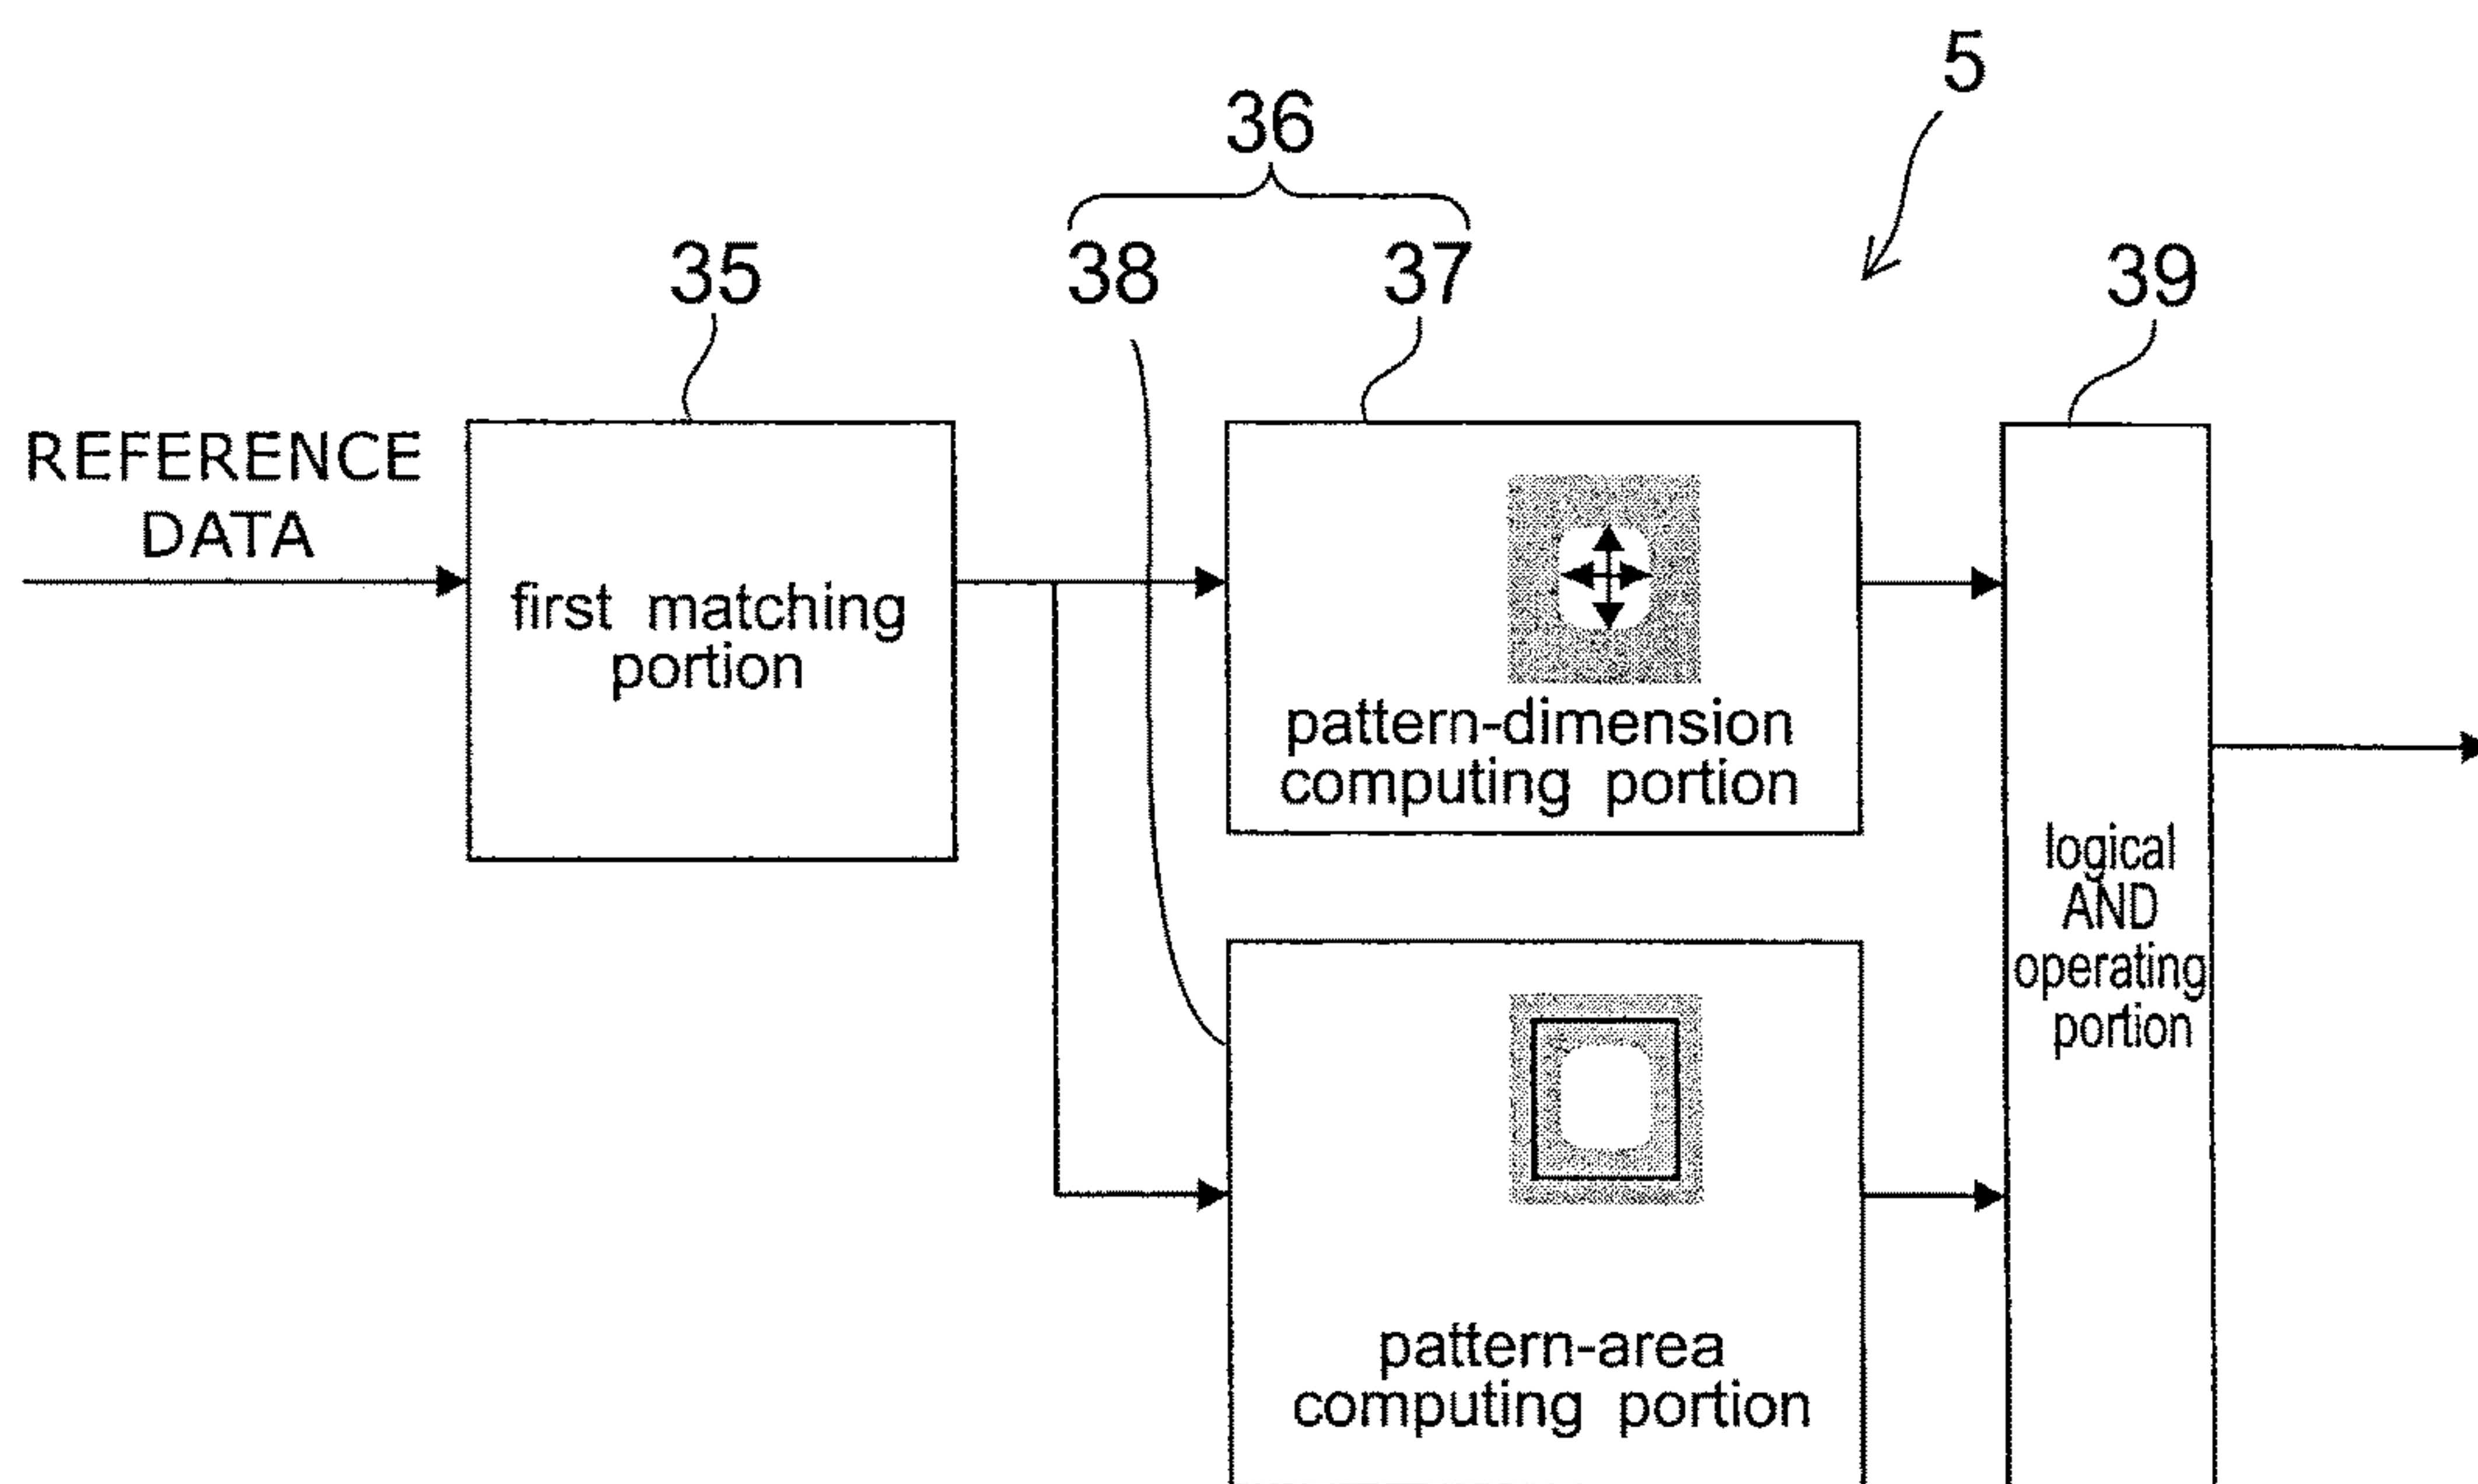 5
36
35
38
37
39
REFERENCE
DATA
first matching
portion
pattern-dimension
computing portion
logical
AND
operating
portion
pattern-area
computing portion